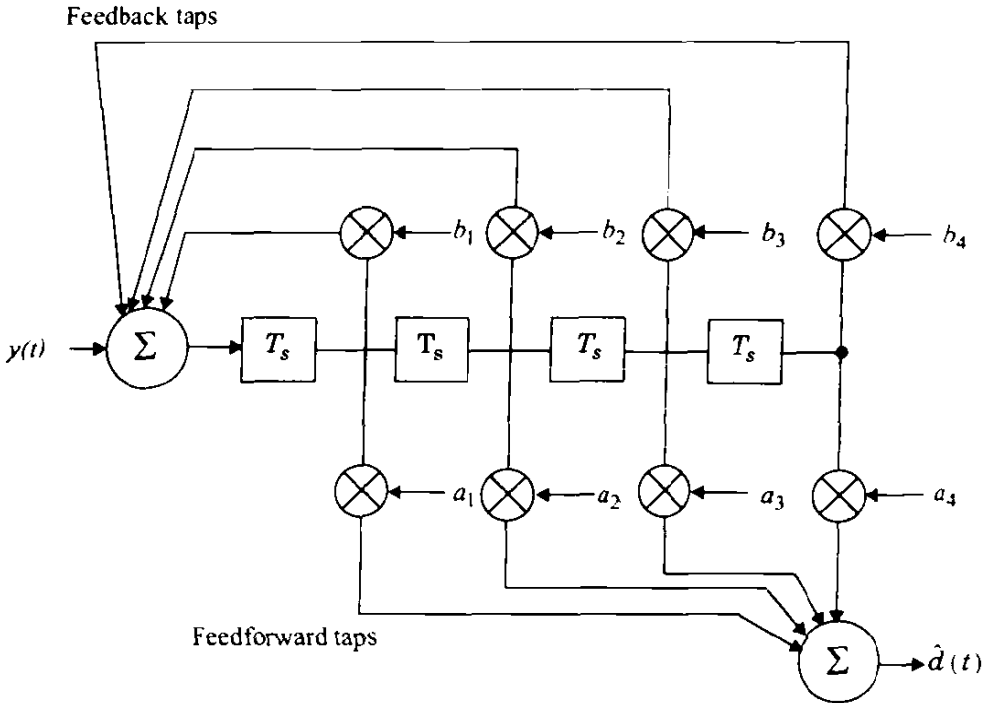 Feedback taps
b₁ b₂ b₃ b₄
y(t) Σ Tₛ Tₛ Tₛ Tₛ
a₁ a₂ a₃ a₄
Feedforward taps
Σ d̂(t)